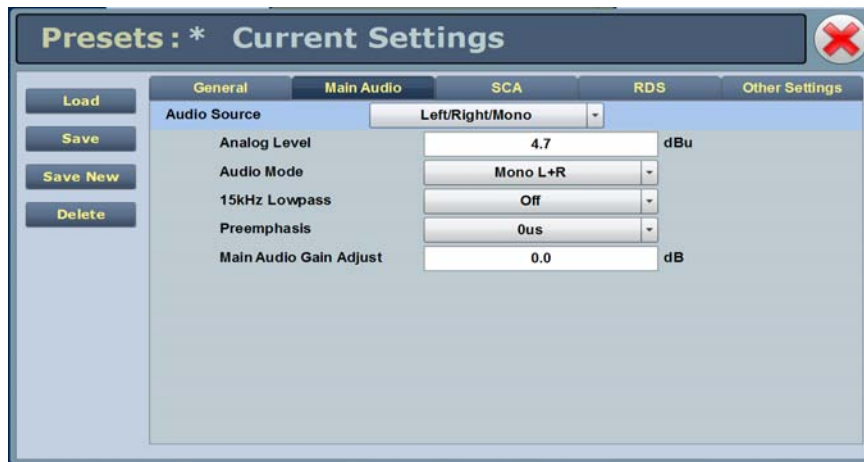 Presets: * Current Settings
Load
Save
Save New
Delete
General Main Audio SCA RDS Other Settings
Audio Source Left/Right/Mono
Analog Level 4.7 dBu
Audio Mode Mono L+R
15kHz Lowpass Off
Preemphasis 0us
Main Audio Gain Adjust 0.0 dB